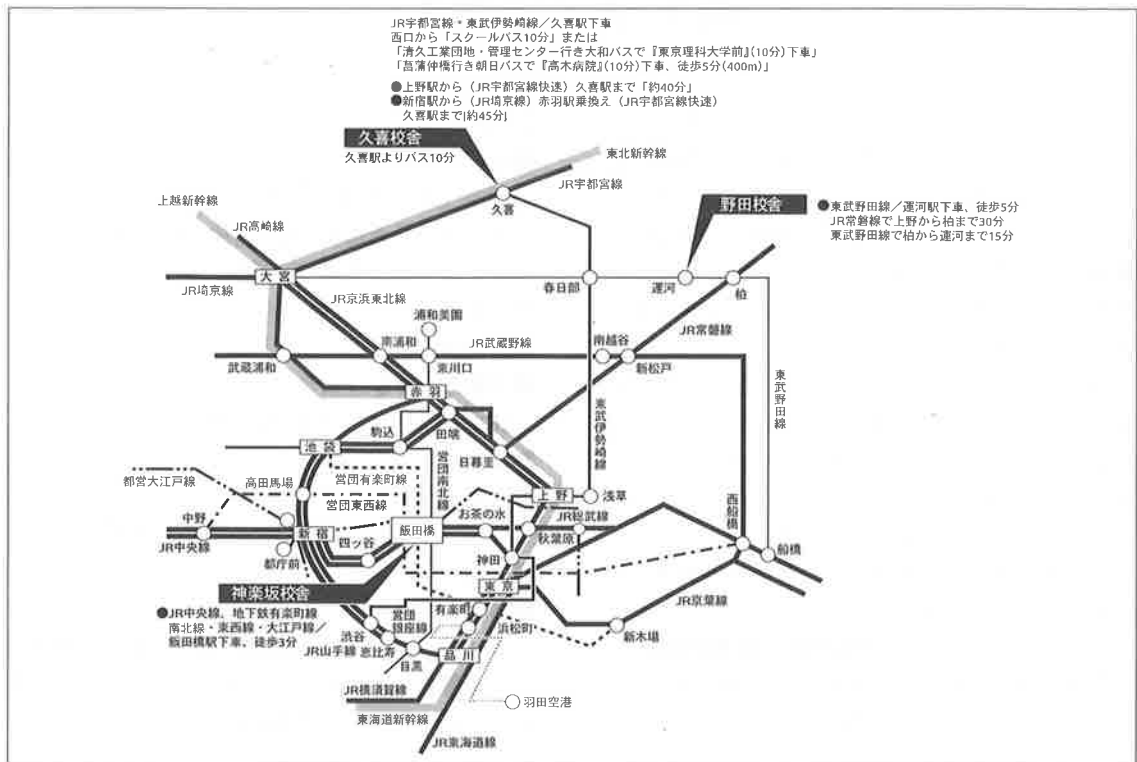 JR宇都宮線・東武伊勢崎線／久喜駅下車
西口から「スクールバス10分」または
「清久工業団地・管理センター行き大和バスで『東京理科大学前』(10分)下車」
「菖蒲仲橋行き朝日バスで『高木病院』(10分)下車、徒歩5分(400m)」
●上野駅から（JR宇都宮線快速）久喜駅まで「約40分」
●新宿駅から（JR埼京線）赤羽駅乗換え（JR宇都宮線快速）
久喜駅まで「約45分」
久喜校舎
久喜駅よりバス10分
東北新幹線
JR宇都宮線
久喜
上越新幹線
JR高崎線
野田校舎
●東武野田線／運河駅下車、徒歩5分
JR常磐線で上野から柏まで30分
東武野田線で柏から運河まで15分
大宮
JR埼京線
JR京浜東北線
春日部
運河
柏
浦和美園
JR常磐線
南浦和
JR武蔵野線
南越谷
武蔵浦和
東川口
新松戸
東武野田線
赤羽
駒込
田端
東武伊勢崎線
池袋
営団南北線
日暮里
営団有楽町線
都営大江戸線
高田馬場
営団東西線
上野
浅草
西船橋
中野
新宿
飯田橋
お茶の水
JR総武線
JR中央線
四ッ谷
秋葉原
船橋
都庁前
神田
神楽坂校舎
東京
JR京葉線
●JR中央線、地下鉄有楽町線
南北線・東西線・大江戸線／
飯田橋駅下車、徒歩3分
営団
銀座線
有楽町
浜松町
新木場
渋谷
JR山手線
恵比寿
目黒
品川
JR横須賀線
羽田空港
東海道新幹線
JR東海道線